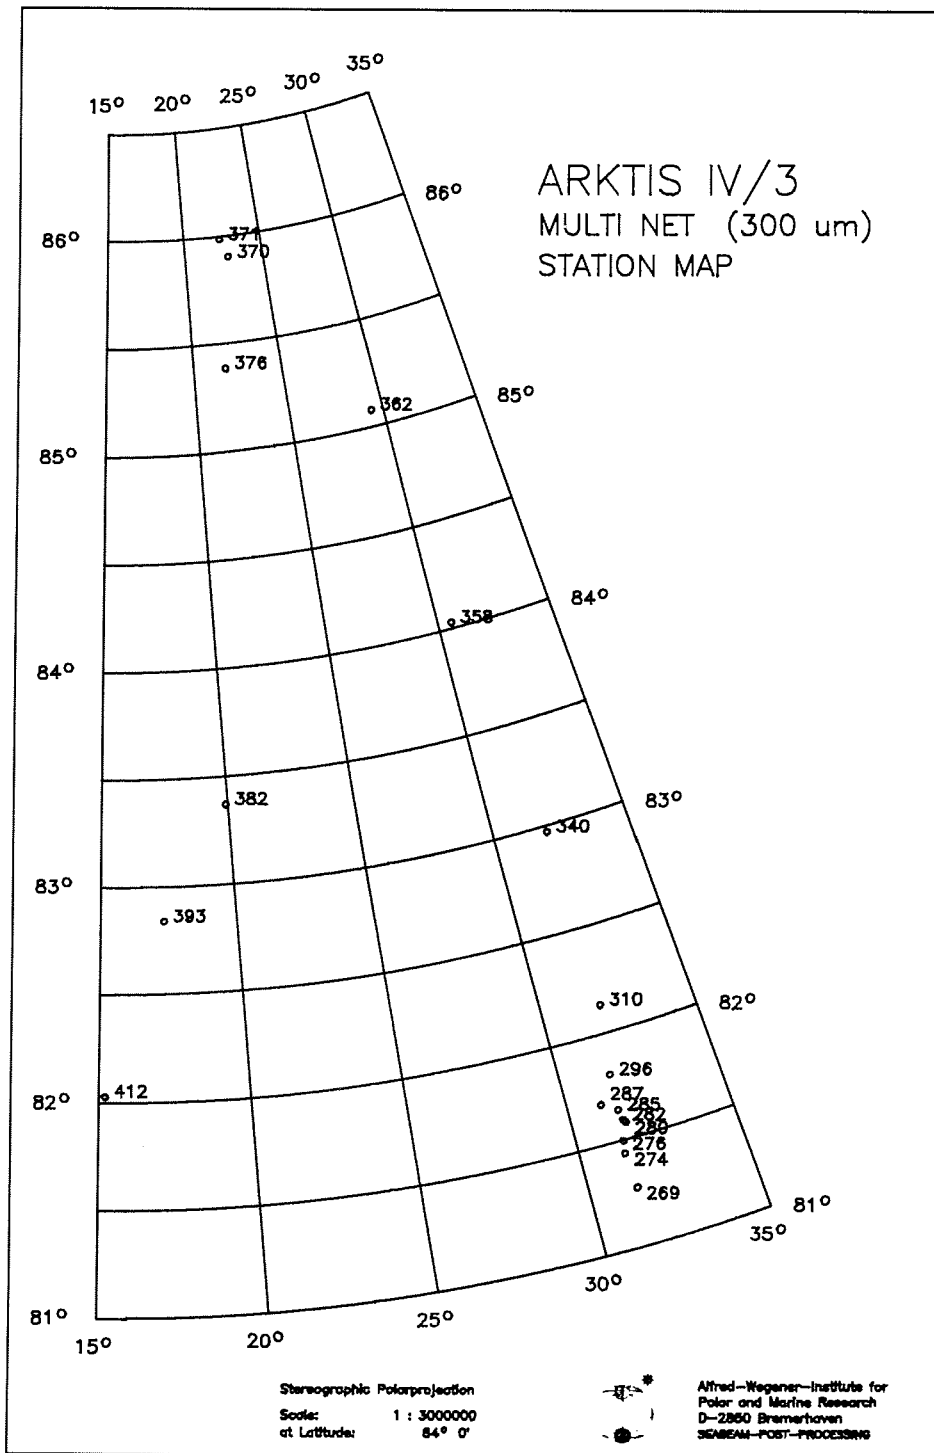 15° 20° 25° 30° 35°
ARKTIS IV/3
MULTI NET (300 um)
STATION MAP
86°
86°
371
370
376
362
85°
85°
358
84°
84°
382
340
83°
83°
393
310
82°
296
287
285
282
280
276
274
269
412
82°
81°
81°
15° 20° 25° 30° 35°
Stereographic Polarprojection
Scale: 1 : 3000000
at Latitude: 84° 0'
Alfred-Wegener-Institute for
Polar and Marine Research
D-2850 Bremerhaven
SEABEAM-POST-PROCESSING